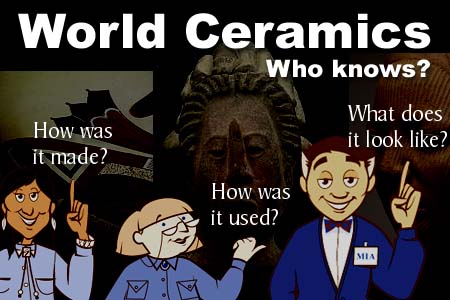 World Ceramics
Who knows?
How was
it made?
How was
it used?
What does
it look like?
MIA